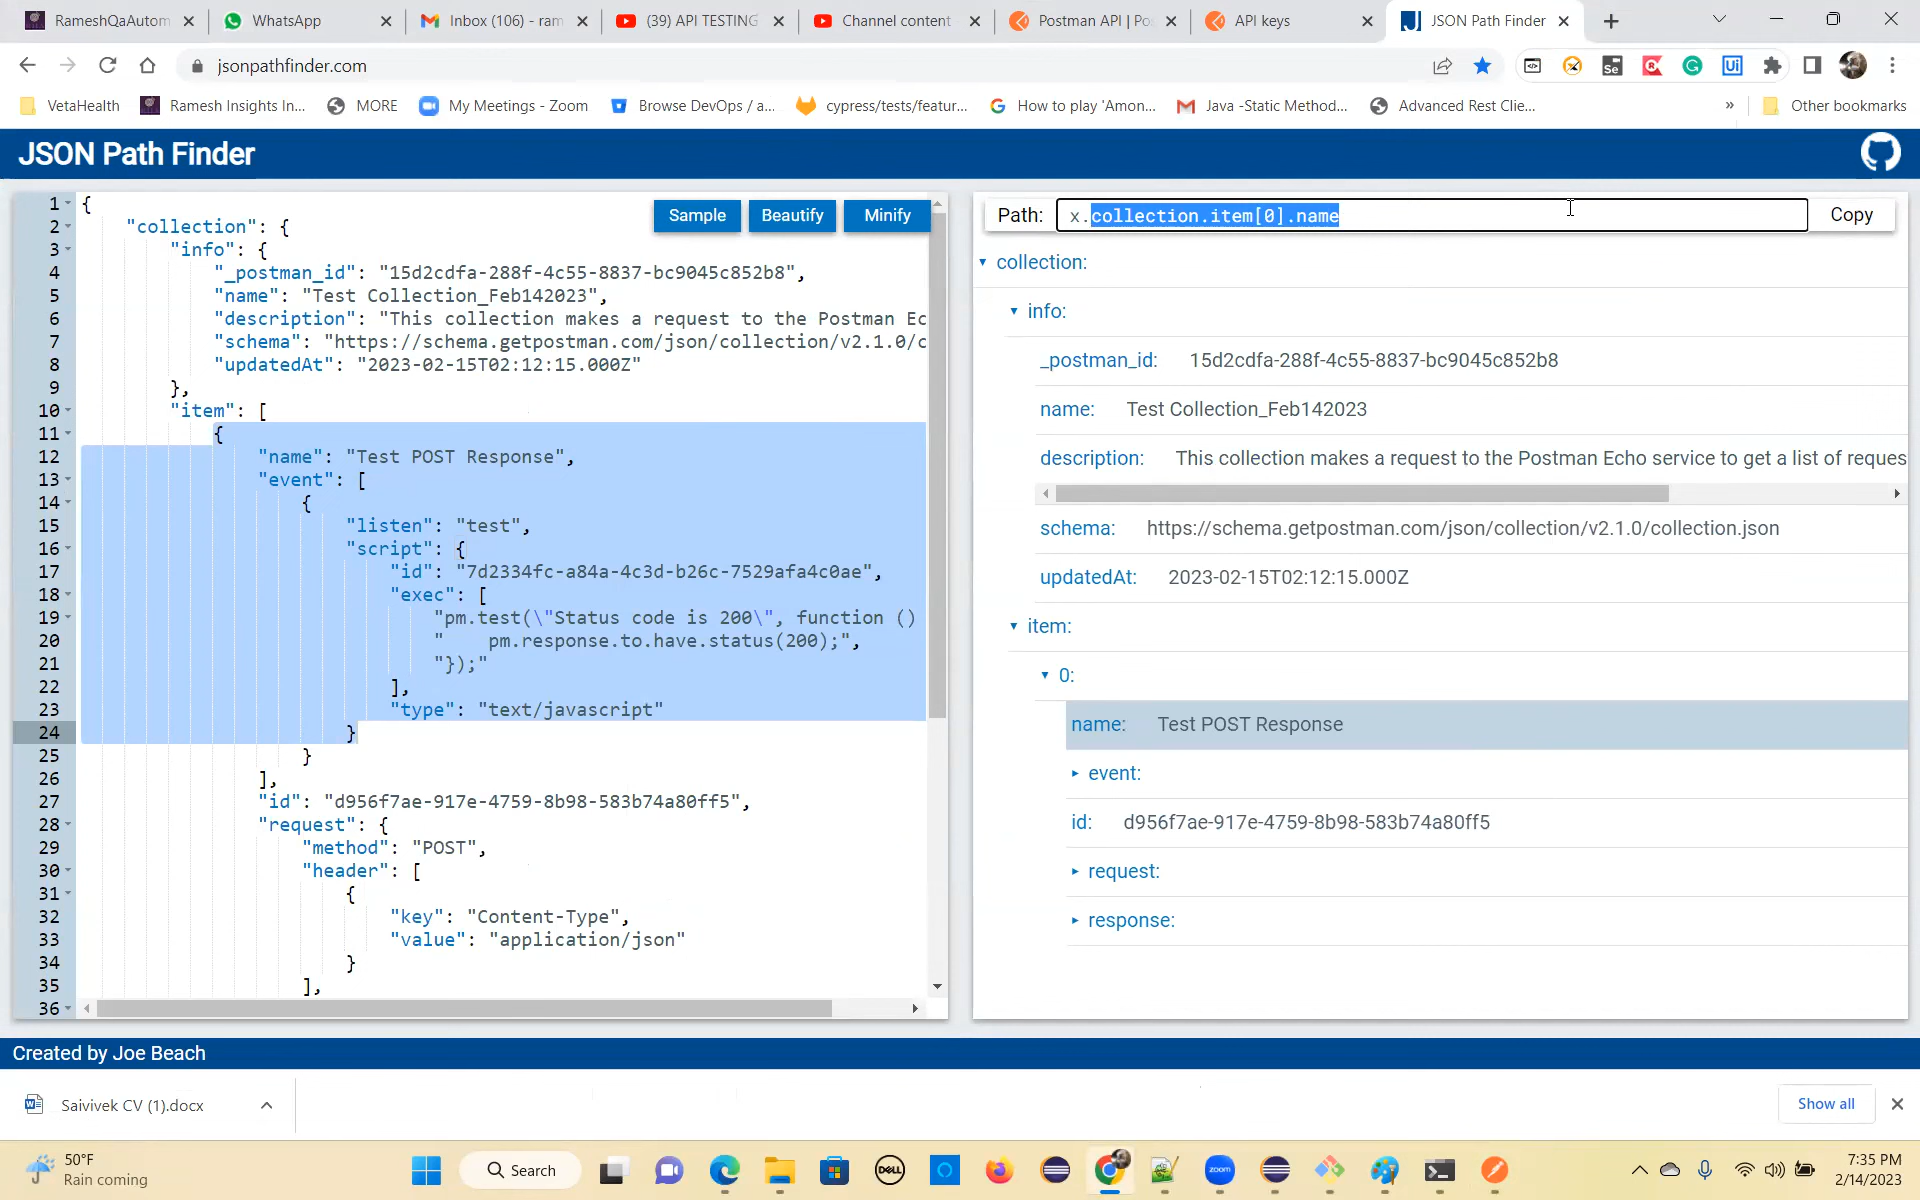 RameshQaAutom
WhatsApp
Inbox (106) - ram
(39) API TESTING
Channel content
Postman API | Po
API keys
JSON Path Finder
jsonpathfinder.com
VetaHealth
Ramesh Insights In...
MORE
My Meetings - Zoom
Browse DevOps / a...
cypress/tests/featur...
How to play 'Amon...
Java -Static Method...
Advanced Rest Clie...
»
Other bookmarks
JSON Path Finder
Sample
Beautify
Minify
1 {
2 "collection": {
3 "info": {
4 "_postman_id": "15d2cdfa-288f-4c55-8837-bc9045c852b8",
5 "name": "Test Collection_Feb142023",
6 "description": "This collection makes a request to the Postman Ec
7 "schema": "https://schema.getpostman.com/json/collection/v2.1.0/c
8 "updatedAt": "2023-02-15T02:12:15.000Z"
9 },
10 "item": [
11 {
12 "name": "Test POST Response",
13 "event": [
14 {
15 "listen": "test",
16 "script": {
17 "id": "7d2334fc-a84a-4c3d-b26c-7529afa4c0ae",
18 "exec": [
19 "pm.test(\"Status code is 200\", function ()
20 "    pm.response.to.have.status(200);",
21 "});"
22 ],
23 "type": "text/javascript"
24 }
25 }
26 ],
27 "id": "d956f7ae-917e-4759-8b98-583b74a80ff5",
28 "request": {
29 "method": "POST",
30 "header": [
31 {
32 "key": "Content-Type",
33 "value": "application/json"
34 }
35 ],
36
Path: x.collection.item[0].name Copy
collection:
info:
_postman_id: 15d2cdfa-288f-4c55-8837-bc9045c852b8
name: Test Collection_Feb142023
description: This collection makes a request to the Postman Echo service to get a list of reques
schema: https://schema.getpostman.com/json/collection/v2.1.0/collection.json
updatedAt: 2023-02-15T02:12:15.000Z
item:
0:
name: Test POST Response
event:
id: d956f7ae-917e-4759-8b98-583b74a80ff5
request:
response:
Created by Joe Beach
Saivivek CV (1).docx
Show all
50°F
Rain coming
Search
DELL
zoom
7:35 PM
2/14/2023